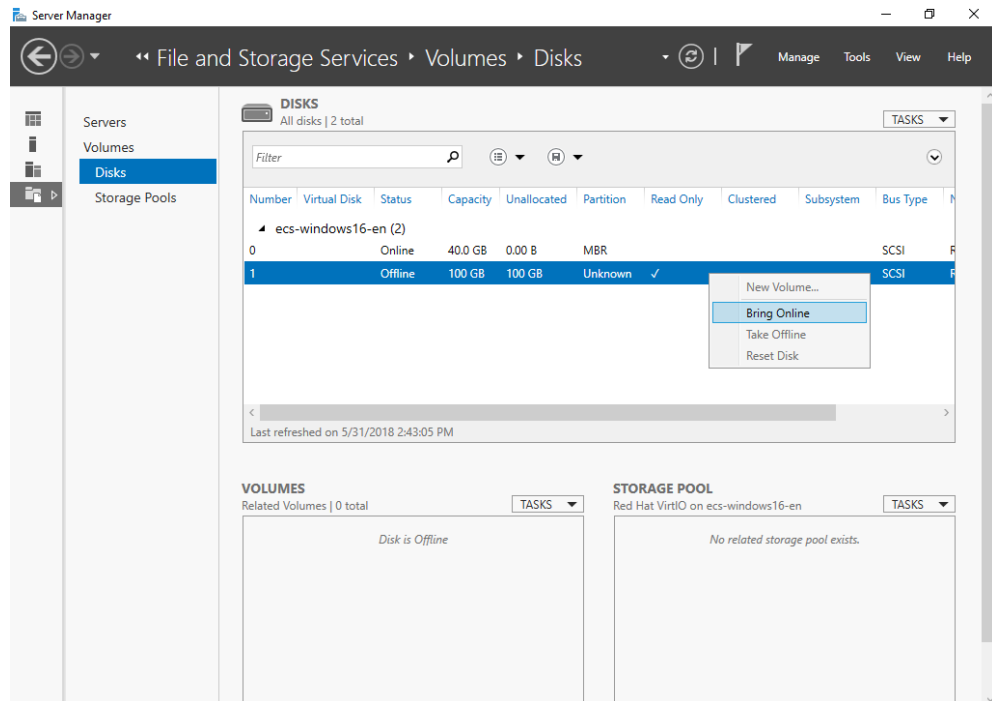 Server Manager
File and Storage Services Volumes Disks
Manage Tools View Help
Servers
Volumes
Disks
Storage Pools
DISKS
All disks | 2 total
TASKS
Filter
Number Virtual Disk Status Capacity Unallocated Partition Read Only Clustered Subsystem Bus Type
ecs-windows16-en (2)
0 Online 40.0 GB 0.00 B MBR SCSI
1 Offline 100 GB 100 GB Unknown ✓ SCSI
New Volume...
Bring Online
Take Offline
Reset Disk
Last refreshed on 5/31/2018 2:43:05 PM
VOLUMES
Related Volumes | 0 total
TASKS
Disk is Offline
STORAGE POOL
Red Hat VirtIO on ecs-windows16-en
TASKS
No related storage pool exists.